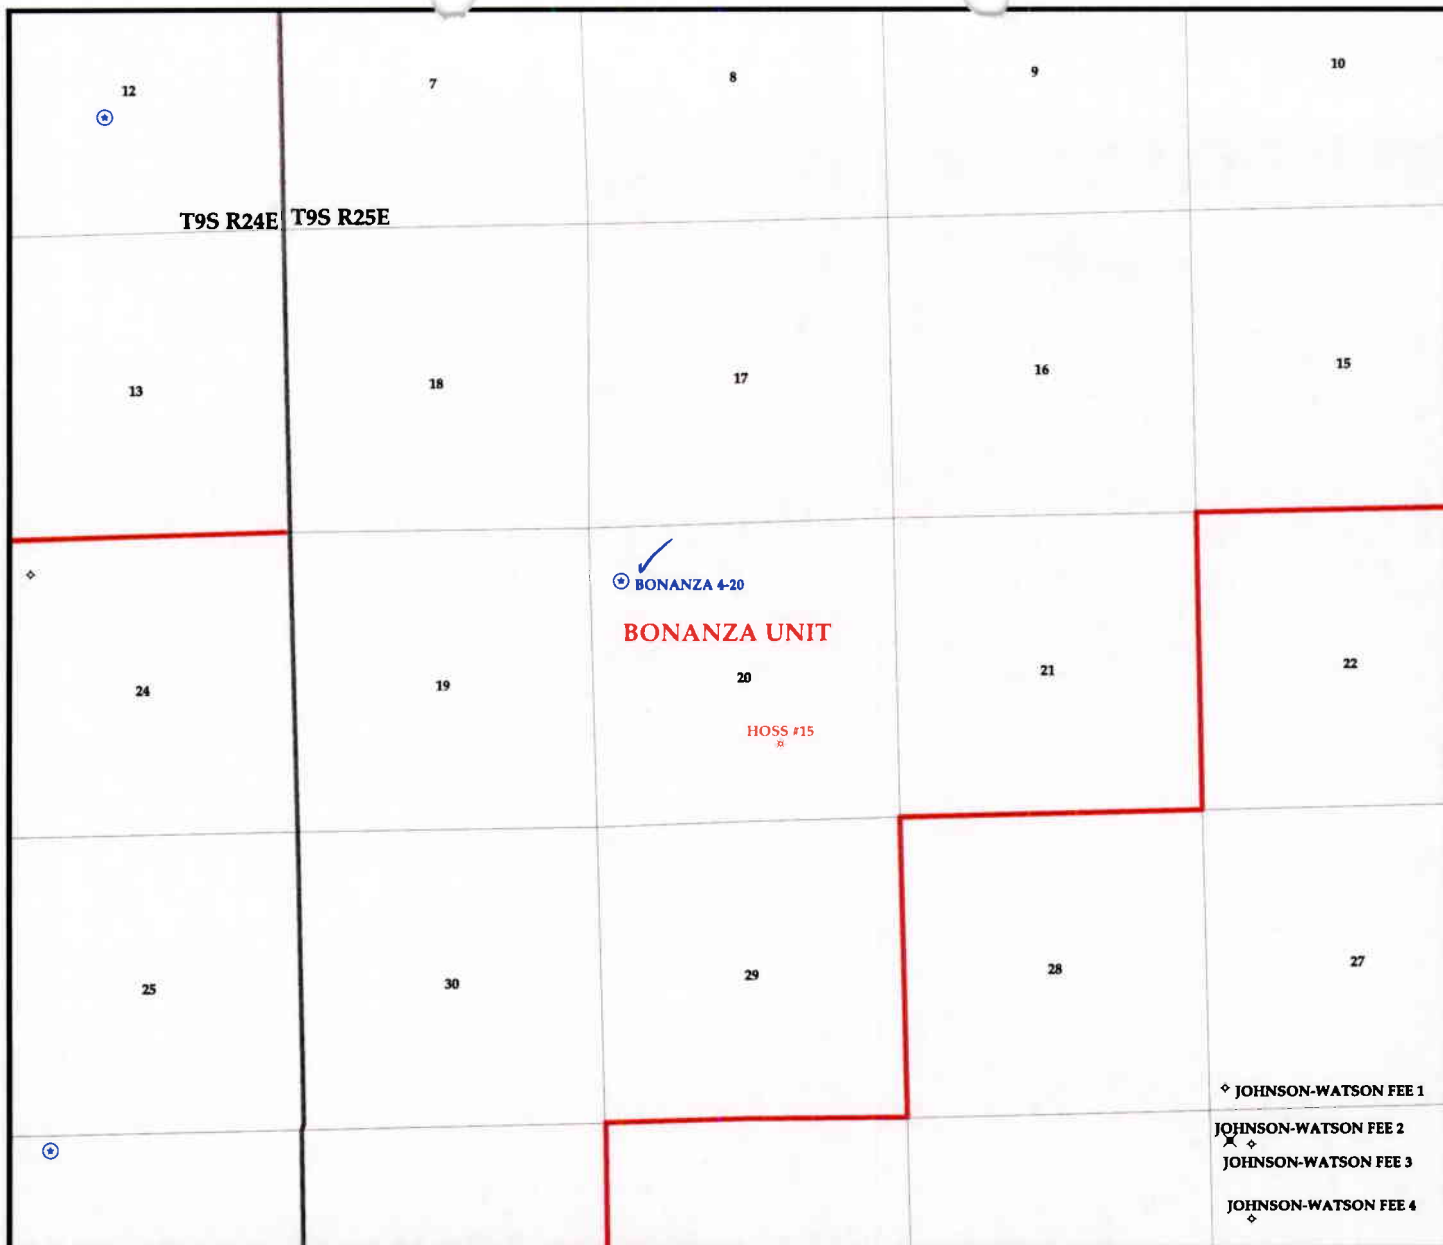 12
7
8
9
10
T9S R24E
T9S R25E
13
18
17
16
15
BONANZA 4-20
BONANZA UNIT
24
19
20
21
22
HOSS #15
25
30
29
28
27
JOHNSON-WATSON FEE 1
JOHNSON-WATSON FEE 2
JOHNSON-WATSON FEE 3
JOHNSON-WATSON FEE 4